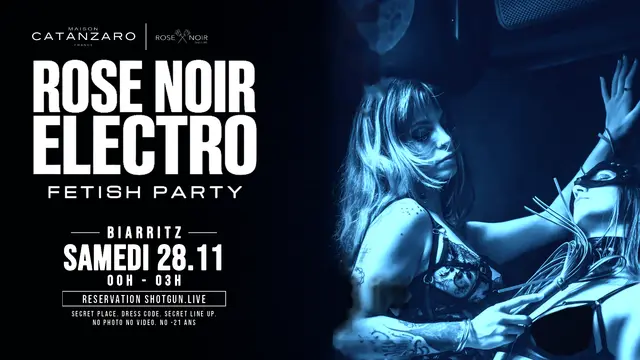 MAISON
CATANZARO
FRANCE
ROSE NOIR
ROSE NOIR
ELECTRO
FETISH PARTY
BIARRITZ
SAMEDI 28.11
00H - 03H
RESERVATION SHOTGUN.LIVE
SECRET PLACE. DRESS CODE. SECRET LINE UP.
NO PHOTO NO VIDEO. NO -21 ANS